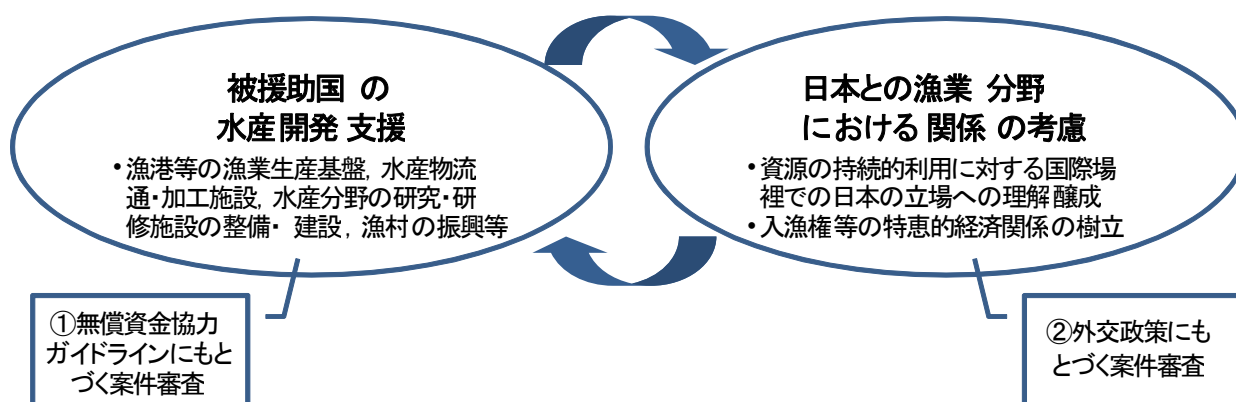 被援助国 の
水産開発 支援
・漁港等の漁業生産基盤, 水産物流
通・加工施設, 水産分野の研究・研
修施設の整備・ 建設, 漁村の振興等
日本との漁業 分野
における 関係 の考慮
・資源の持続的利用に対する国際場
裡での日本の立場への理解醸成
・入漁権等の特恵的経済関係の樹立
①無償資金協力
ガイドラインにもと
づく案件審査
②外交政策にも
とづく案件審査